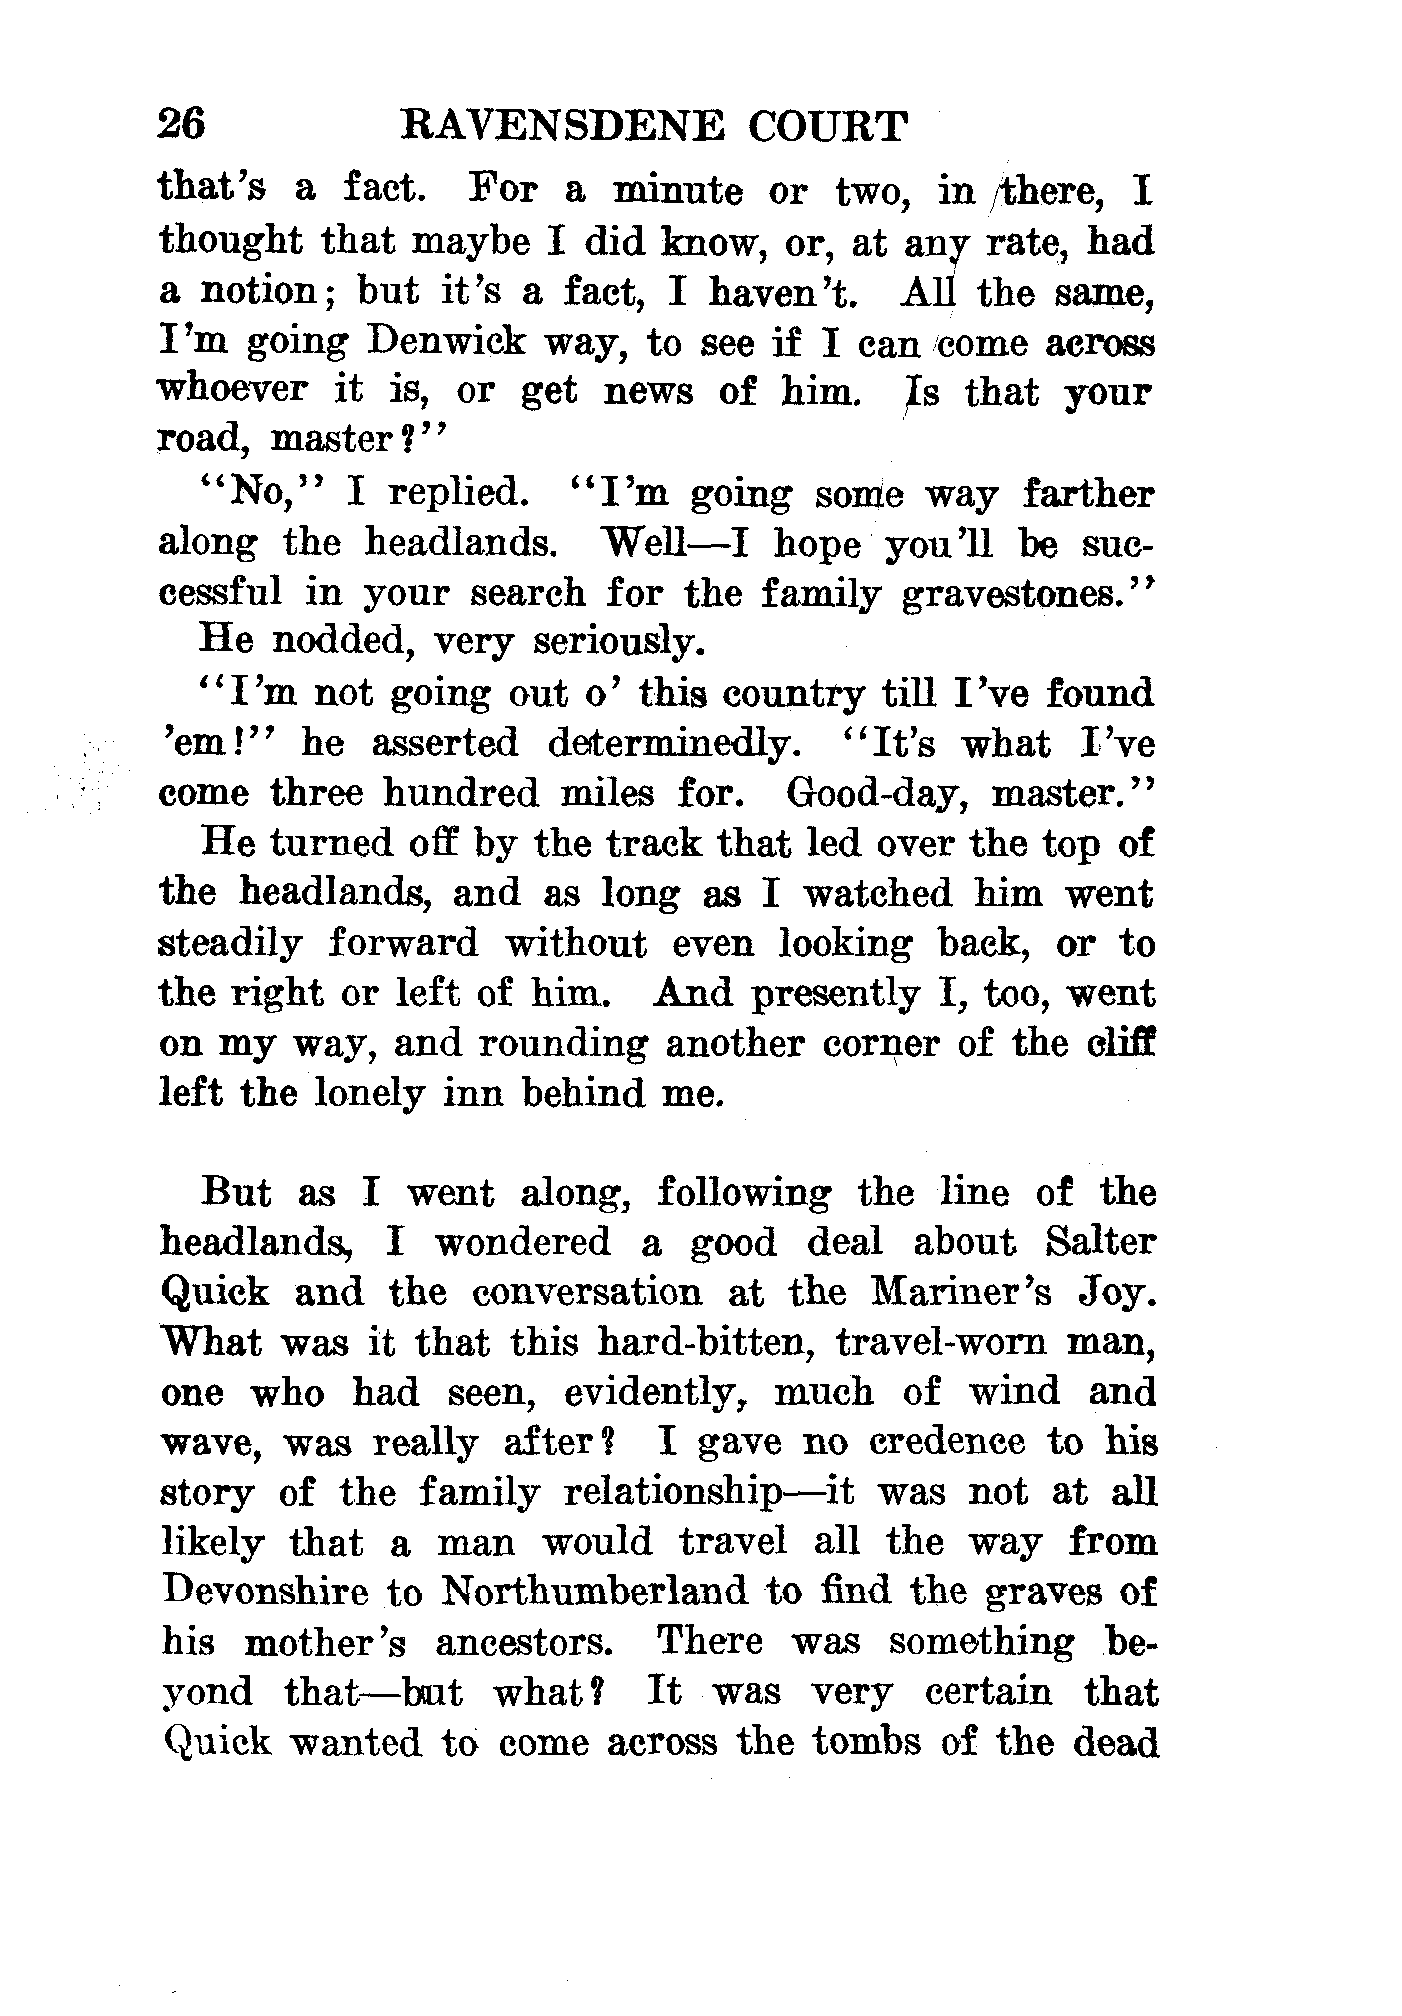 26 RAVENSDENE COURT
that's a fact. For a minute or two, in there, I
thought that maybe I did know, or, at any rate, had
a notion; but it's a fact, I haven't. All the same,
I'm going Denwick way, to see if I can come across
whoever it is, or get news of him. Is that your
road, master?"
"No," I replied. "I'm going some way farther
along the headlands. Well—I hope you'll be suc-
cessful in your search for the family gravestones."
He nodded, very seriously.
"I'm not going out o' this country till I've found
'em!" he asserted determinedly. "It's what I've
come three hundred miles for. Good-day, master."
He turned off by the track that led over the top of
the headlands, and as long as I watched him went
steadily forward without even looking back, or to
the right or left of him. And presently I, too, went
on my way, and rounding another corner of the cliff
left the lonely inn behind me.
But as I went along, following the line of the
headlands, I wondered a good deal about Salter
Quick and the conversation at the Mariner's Joy.
What was it that this hard-bitten, travel-worn man,
one who had seen, evidently, much of wind and
wave, was really after? I gave no credence to his
story of the family relationship—it was not at all
likely that a man would travel all the way from
Devonshire to Northumberland to find the graves of
his mother's ancestors. There was something be-
yond that—but what? It was very certain that
Quick wanted to come across the tombs of the dead